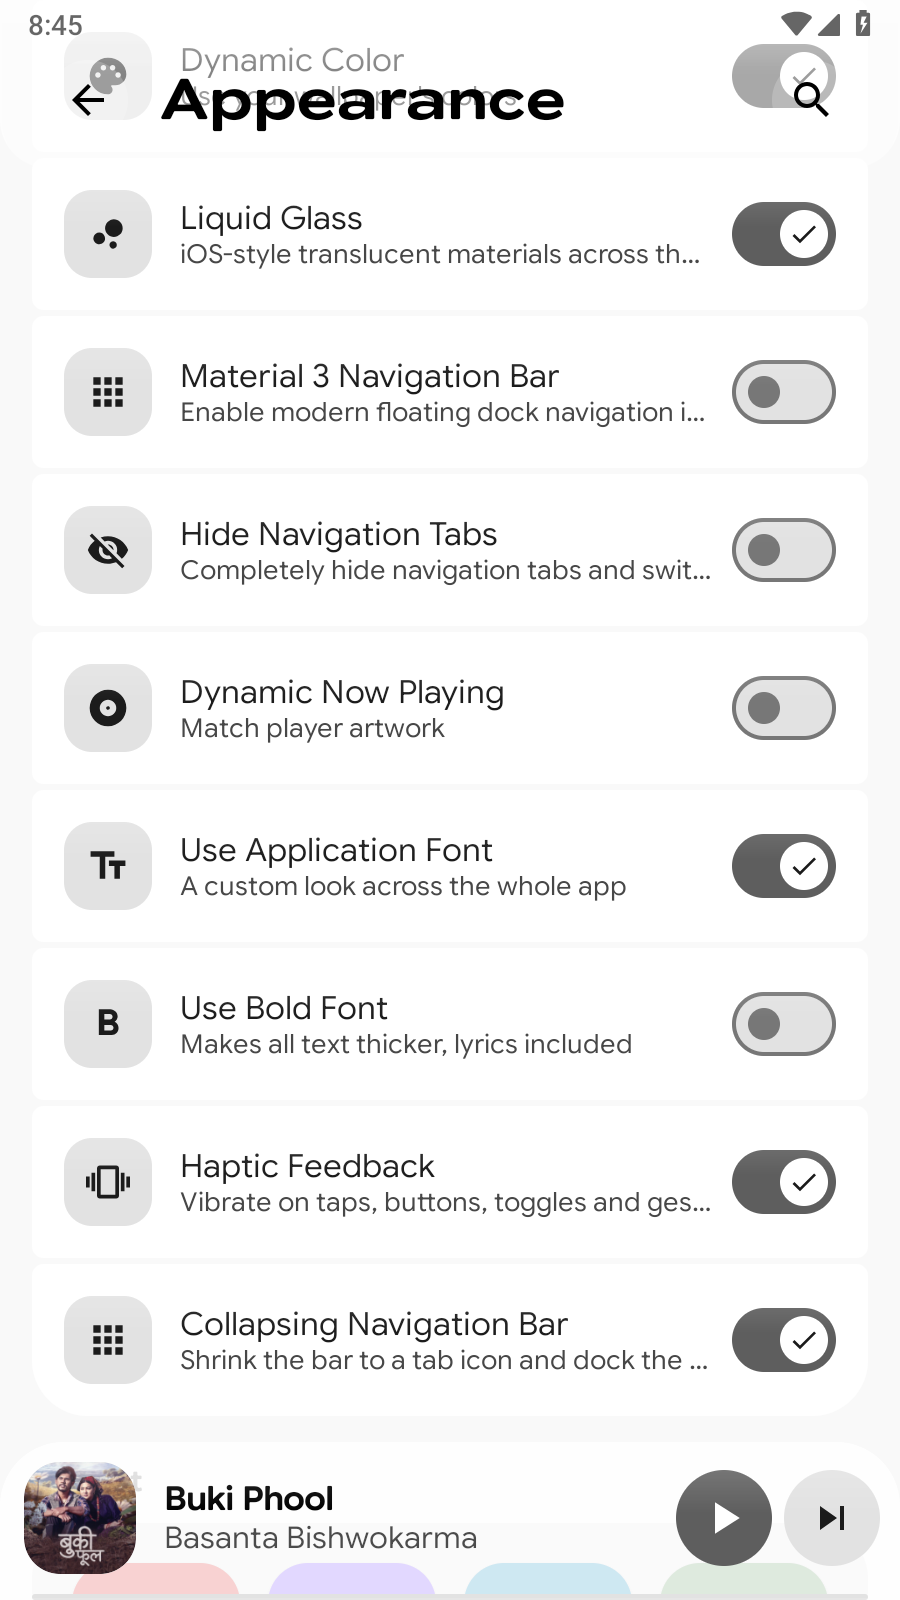 8:45
Dynamic Color
Use your wallpaper's colors
Appearance
Liquid Glass
iOS-style translucent materials across th...
Material 3 Navigation Bar
Enable modern floating dock navigation i...
Hide Navigation Tabs
Completely hide navigation tabs and swit...
Dynamic Now Playing
Match player artwork
Tт
Use Application Font
A custom look across the whole app
B
Use Bold Font
Makes all text thicker, lyrics included
Haptic Feedback
Vibrate on taps, buttons, toggles and ges...
Collapsing Navigation Bar
Shrink the bar to a tab icon and dock the ...
बुकी
फूल
Buki Phool
Basanta Bishwokarma